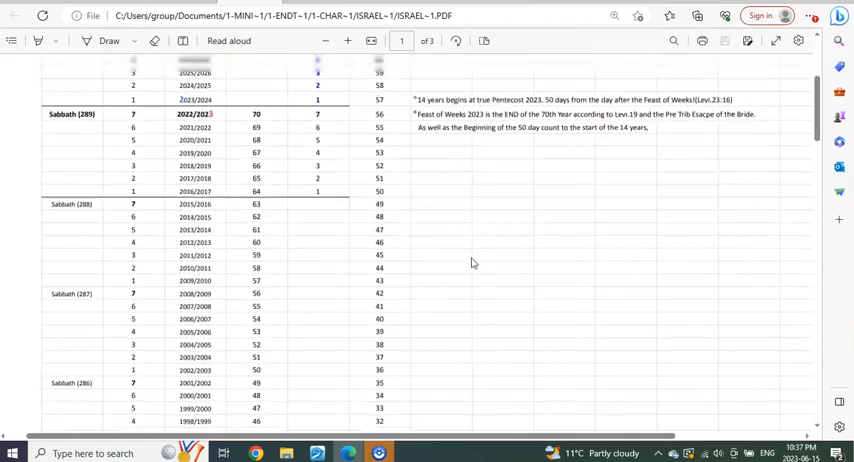 File
C:/Users/group/Documents/1-MINI~1/1-ENDT~1/1-CHAR~1/ISRAEL~1/ISRAEL~1.PDF
Sign in
Draw
Read aloud
1 of 3
3 2025/2026 3 59
2 2024/2025 2 58
1 2023/2024 1 57 *14 years begins at true Pentecost 2023. 50 days from the day after the Feast of Weeks!(Levi.23:16)
Sabbath (289) 7 2022/2023 70 7 56 *Feast of Weeks 2023 is the END of the 70th Year according to Levi.19 and the Pre Trib Esacpe of the Bride.
6 2021/2022 69 6 55 As well as the Beginning of the 50 day count to the start of the 14 years,
5 2020/2021 68 5 54
4 2019/2020 67 4 53
3 2018/2019 66 3 52
2 2017/2018 65 2 51
1 2016/2017 64 1 50
Sabbath (288) 7 2015/2016 63 49
6 2014/2015 62 48
5 2013/2014 61 47
4 2012/2013 60 46
3 2011/2012 59 45
2 2010/2011 58 44
1 2009/2010 57 43
Sabbath (287) 7 2008/2009 56 42
6 2007/2008 55 41
5 2006/2007 54 40
4 2005/2006 53 39
3 2004/2005 52 38
2 2003/2004 51 37
1 2002/2003 50 36
Sabbath (286) 7 2001/2002 49 35
6 2000/2001 48 34
5 1999/2000 47 33
4 1998/1999 46 32
Type here to search
11°C Partly cloudy
ENG
10:37 PM
2023-06-15
2